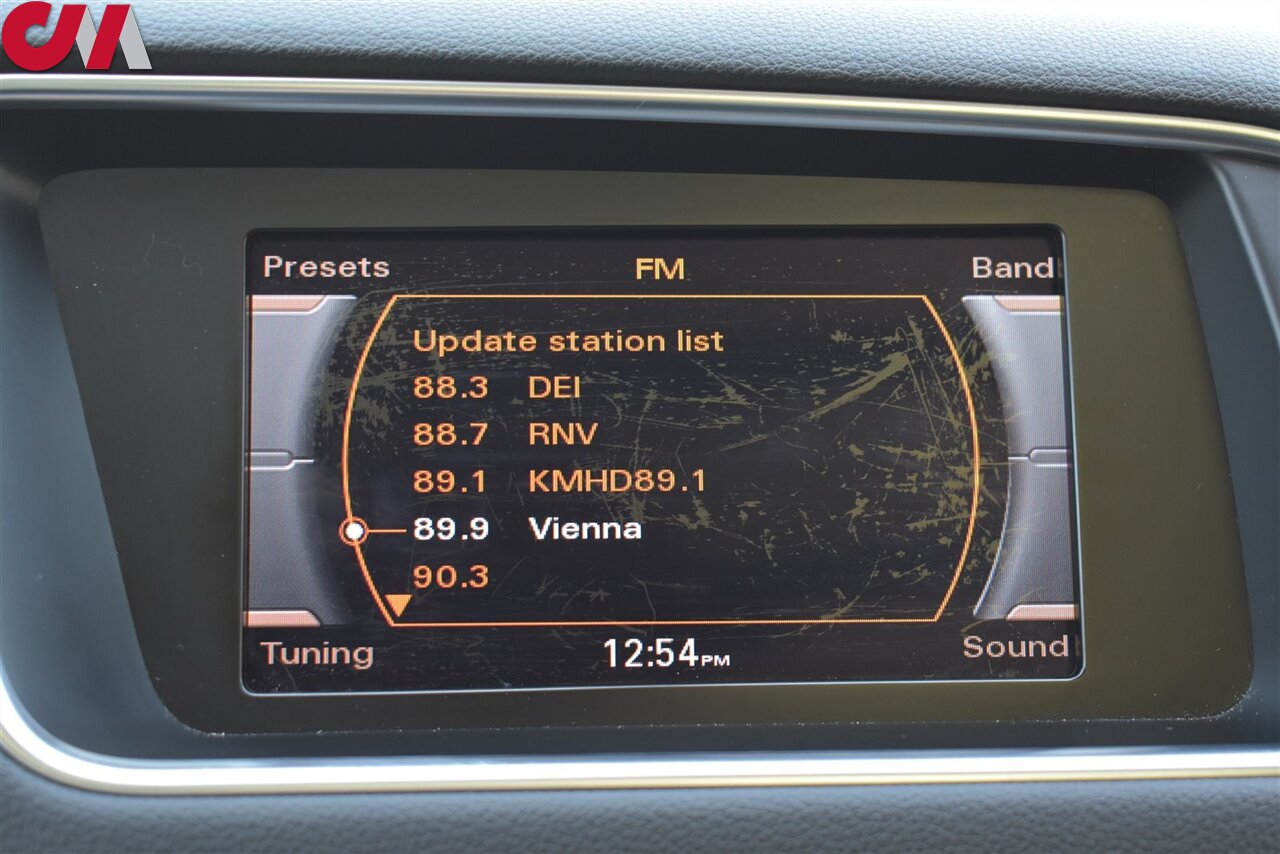 CM
Presets FM Band
Update station list
88.3 DEI
88.7 RNV
89.1 KMHD89.1
89.9 Vienna
90.3
Tuning 12:54PM Sound